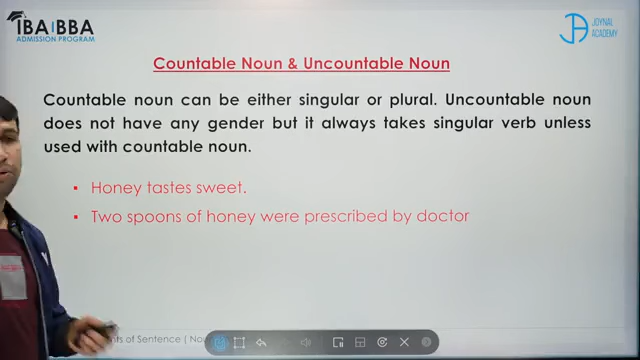 IBA|BBA
ADMISSION PROGRAM
JOYNAL
ACADEMY
Countable Noun & Uncountable Noun
Countable noun can be either singular or plural. Uncountable noun
does not have any gender but it always takes singular verb unless
used with countable noun.
▪ Honey tastes sweet.
▪ Two spoons of honey were prescribed by doctor
of Sentence |